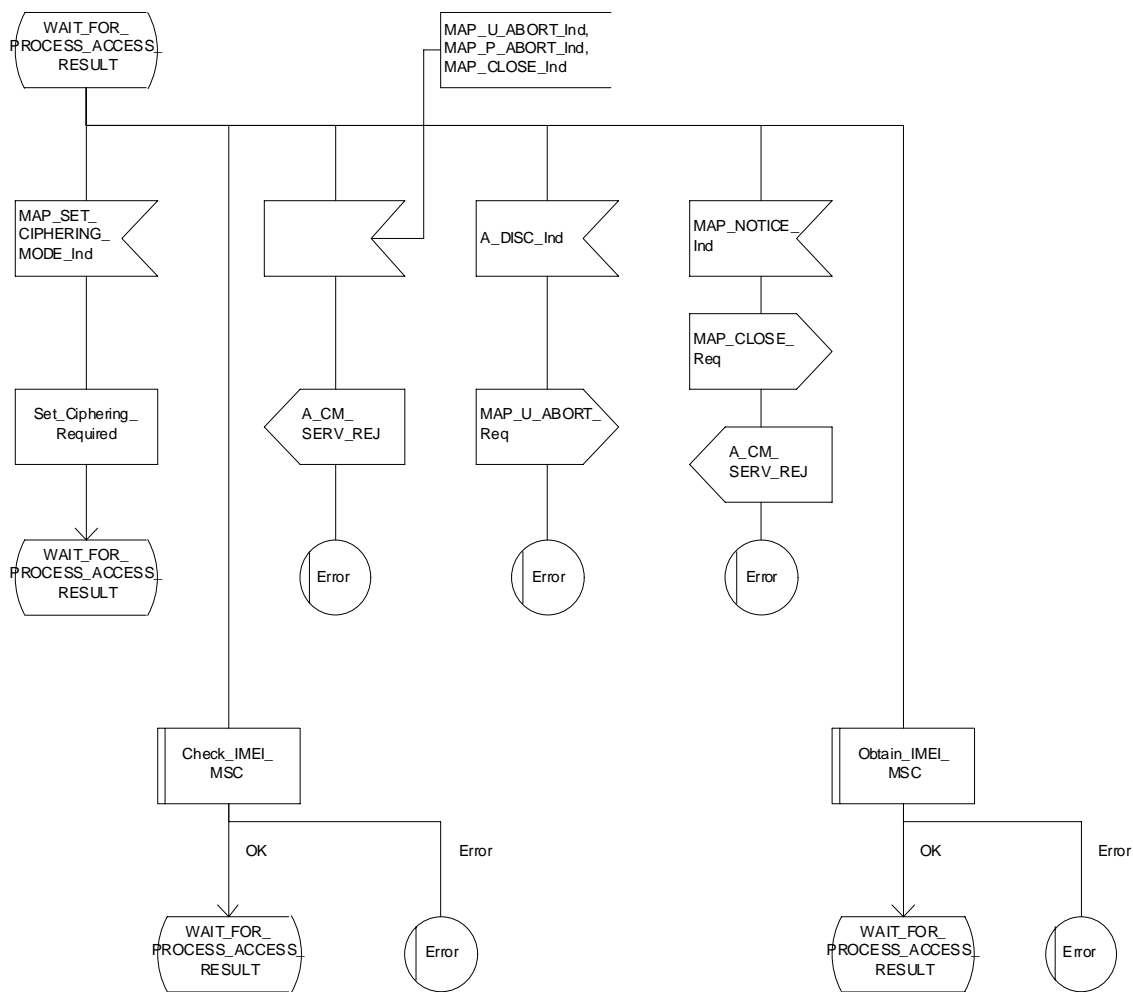 WAIT_FOR_
PROCESS_ACCESS_
RESULT
MAP_U_ABORT_Ind,
MAP_P_ABORT_Ind,
MAP_CLOSE_Ind
MAP_SET_
CIPHERING_
MODE_Ind
A_DISC_Ind
MAP_NOTICE_
Ind
MAP_CLOSE_
Req
Set_Ciphering_
Required
A_CM_
SERV_REJ
MAP_U_ABORT_
Req
A_CM_
SERV_REJ
WAIT_FOR_
PROCESS_ACCESS_
RESULT
Error
Error
Error
Check_IMEI_
MSC
Obtain_IMEI_
MSC
OK
Error
OK
Error
WAIT_FOR_
PROCESS_ACCESS_
RESULT
Error
WAIT_FOR_
PROCESS_ACCESS_
RESULT
Error